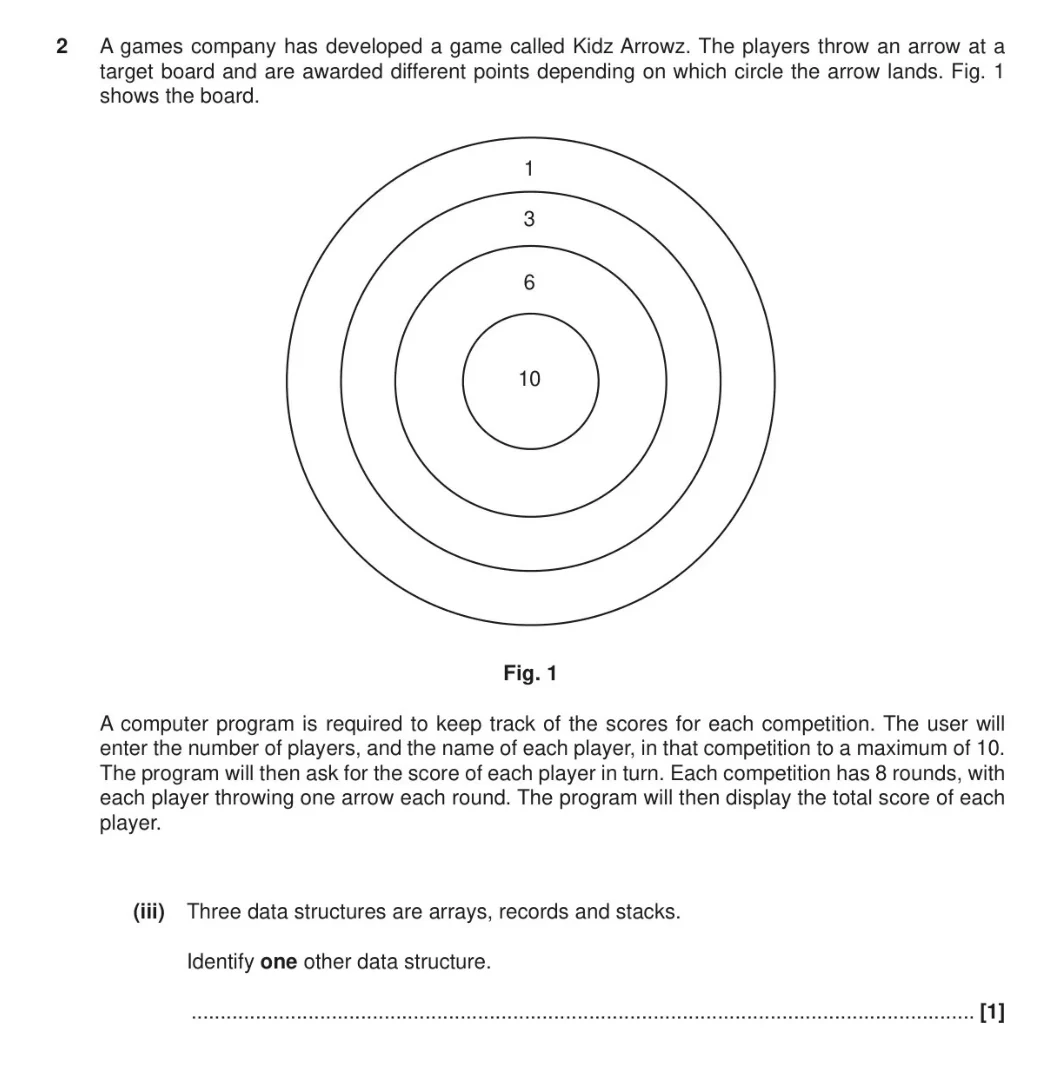 2 A games company has developed a game called Kidz Arrowz. The players throw an arrow at a
target board and are awarded different points depending on which circle the arrow lands. Fig. 1
shows the board.
1
3
6
10
Fig. 1
A computer program is required to keep track of the scores for each competition. The user will
enter the number of players, and the name of each player, in that competition to a maximum of 10.
The program will then ask for the score of each player in turn. Each competition has 8 rounds, with
each player throwing one arrow each round. The program will then display the total score of each
player.
(iii) Three data structures are arrays, records and stacks.
Identify one other data structure.
[1]